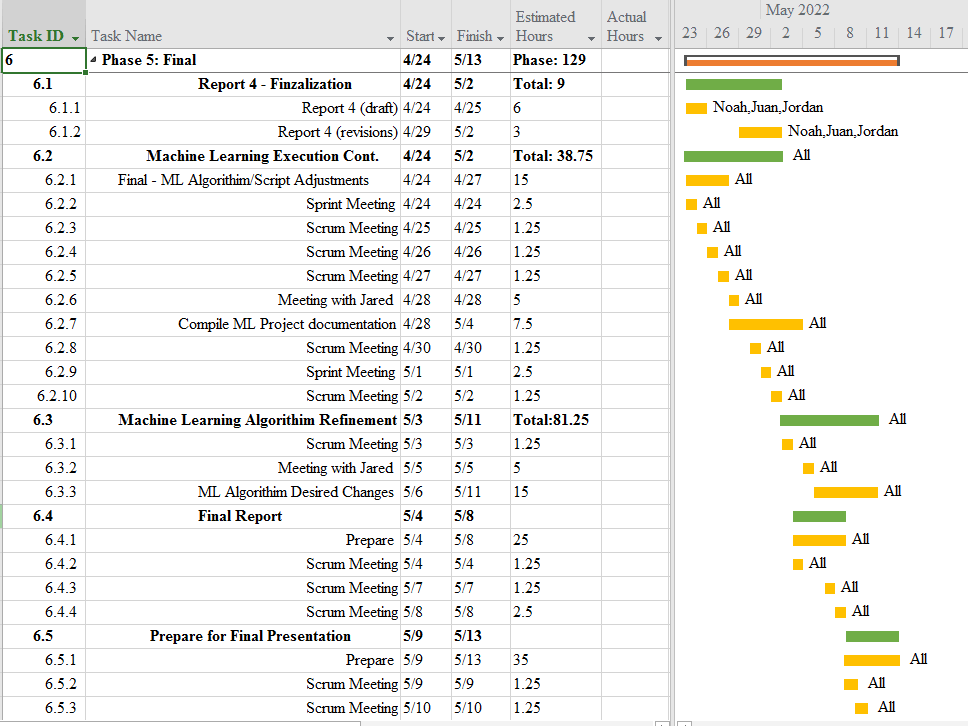 May 2022
Task ID Task Name Start Finish Estimated Hours Actual Hours 23 26 29 2 5 8 11 14 17
6 Phase 5: Final 4/24 5/13 Phase: 129
6.1 Report 4 - Finzalization 4/24 5/2 Total: 9
6.1.1 Report 4 (draft) 4/24 4/25 6 Noah,Juan,Jordan
6.1.2 Report 4 (revisions) 4/29 5/2 3 Noah,Juan,Jordan
6.2 Machine Learning Execution Cont. 4/24 5/2 Total: 38.75 All
6.2.1 Final - ML Algorithim/Script Adjustments 4/24 4/27 15 All
6.2.2 Sprint Meeting 4/24 4/24 2.5 All
6.2.3 Scrum Meeting 4/25 4/25 1.25 All
6.2.4 Scrum Meeting 4/26 4/26 1.25 All
6.2.5 Scrum Meeting 4/27 4/27 1.25 All
6.2.6 Meeting with Jared 4/28 4/28 5 All
6.2.7 Compile ML Project documentation 4/28 5/4 7.5 All
6.2.8 Scrum Meeting 4/30 4/30 1.25 All
6.2.9 Sprint Meeting 5/1 5/1 2.5 All
6.2.10 Scrum Meeting 5/2 5/2 1.25 All
6.3 Machine Learning Algorithim Refinement 5/3 5/11 Total:81.25 All
6.3.1 Scrum Meeting 5/3 5/3 1.25 All
6.3.2 Meeting with Jared 5/5 5/5 5 All
6.3.3 ML Algorithim Desired Changes 5/6 5/11 15 All
6.4 Final Report 5/4 5/8
6.4.1 Prepare 5/4 5/8 25 All
6.4.2 Scrum Meeting 5/4 5/4 1.25 All
6.4.3 Scrum Meeting 5/7 5/7 1.25 All
6.4.4 Scrum Meeting 5/8 5/8 2.5 All
6.5 Prepare for Final Presentation 5/9 5/13
6.5.1 Prepare 5/9 5/13 35 All
6.5.2 Scrum Meeting 5/9 5/9 1.25 All
6.5.3 Scrum Meeting 5/10 5/10 1.25 All